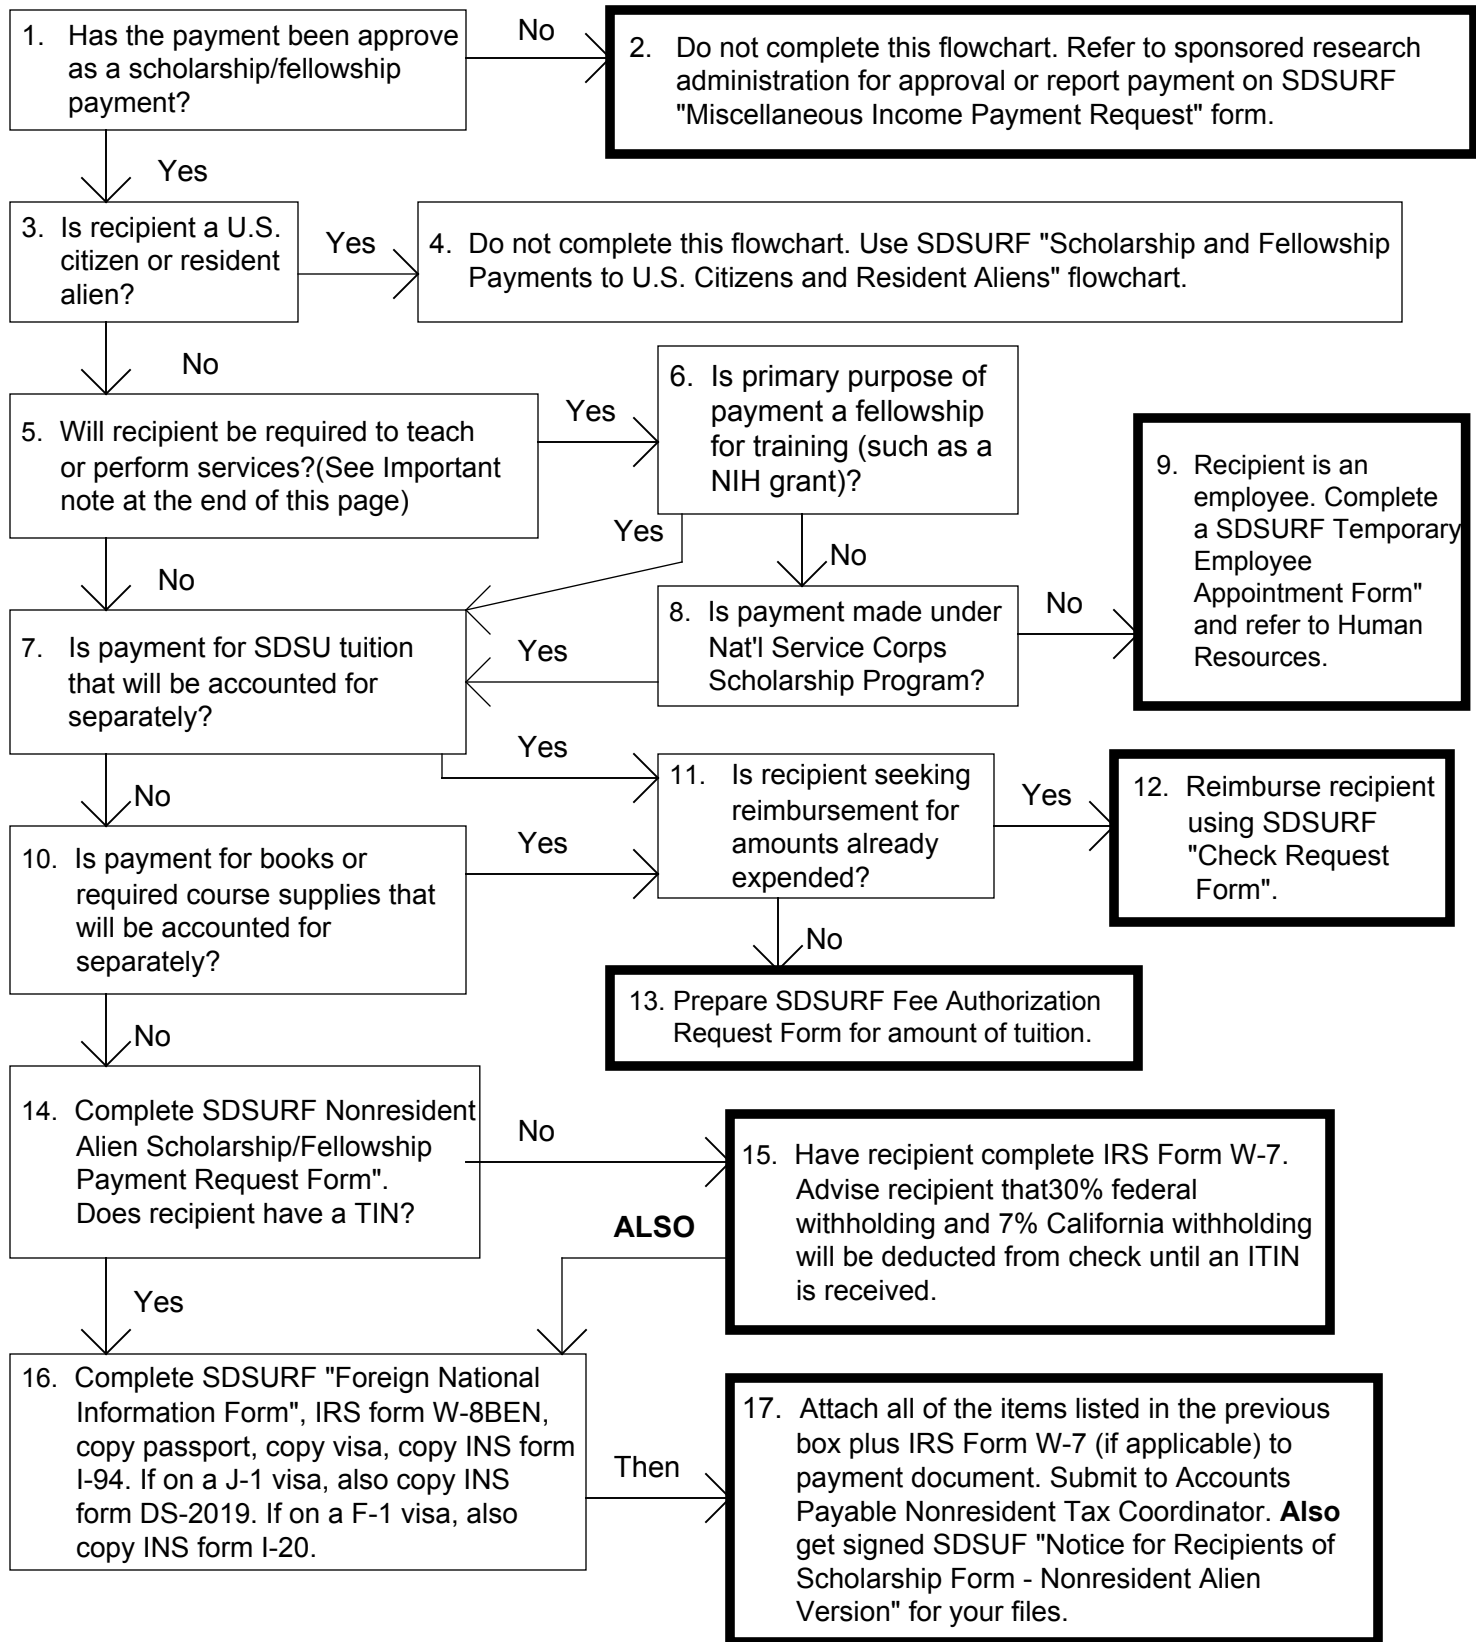 1. Has the payment been approve
as a scholarship/fellowship
payment?
No
2. Do not complete this flowchart. Refer to sponsored research
administration for approval or report payment on SDSURF
"Miscellaneous Income Payment Request" form.
Yes
3. Is recipient a U.S.
citizen or resident
alien?
Yes
4. Do not complete this flowchart. Use SDSURF "Scholarship and Fellowship
Payments to U.S. Citizens and Resident Aliens" flowchart.
No
5. Will recipient be required to teach
or perform services?(See Important
note at the end of this page)
Yes
6. Is primary purpose of
payment a fellowship
for training (such as a
NIH grant)?
Yes
No
No
7. Is payment for SDSU tuition
that will be accounted for
separately?
Yes
8. Is payment made under
Nat'l Service Corps
Scholarship Program?
No
9. Recipient is an
employee. Complete
a SDSURF Temporary
Employee
Appointment Form"
and refer to Human
Resources.
Yes
No
10. Is payment for books or
required course supplies that
will be accounted for
separately?
Yes
11. Is recipient seeking
reimbursement for
amounts already
expended?
Yes
12. Reimburse recipient
using SDSURF
"Check Request
Form".
No
13. Prepare SDSURF Fee Authorization
Request Form for amount of tuition.
No
14. Complete SDSURF Nonresident
Alien Scholarship/Fellowship
Payment Request Form".
Does recipient have a TIN?
No
15. Have recipient complete IRS Form W-7.
Advise recipient that30% federal
withholding and 7% California withholding
will be deducted from check until an ITIN
is received.
ALSO
Yes
16. Complete SDSURF "Foreign National
Information Form", IRS form W-8BEN,
copy passport, copy visa, copy INS form
I-94. If on a J-1 visa, also copy INS
form DS-2019. If on a F-1 visa, also
copy INS form I-20.
Then
17. Attach all of the items listed in the previous
box plus IRS Form W-7 (if applicable) to
payment document. Submit to Accounts
Payable Nonresident Tax Coordinator. Also
get signed SDSUF "Notice for Recipients of
Scholarship Form - Nonresident Alien
Version" for your files.